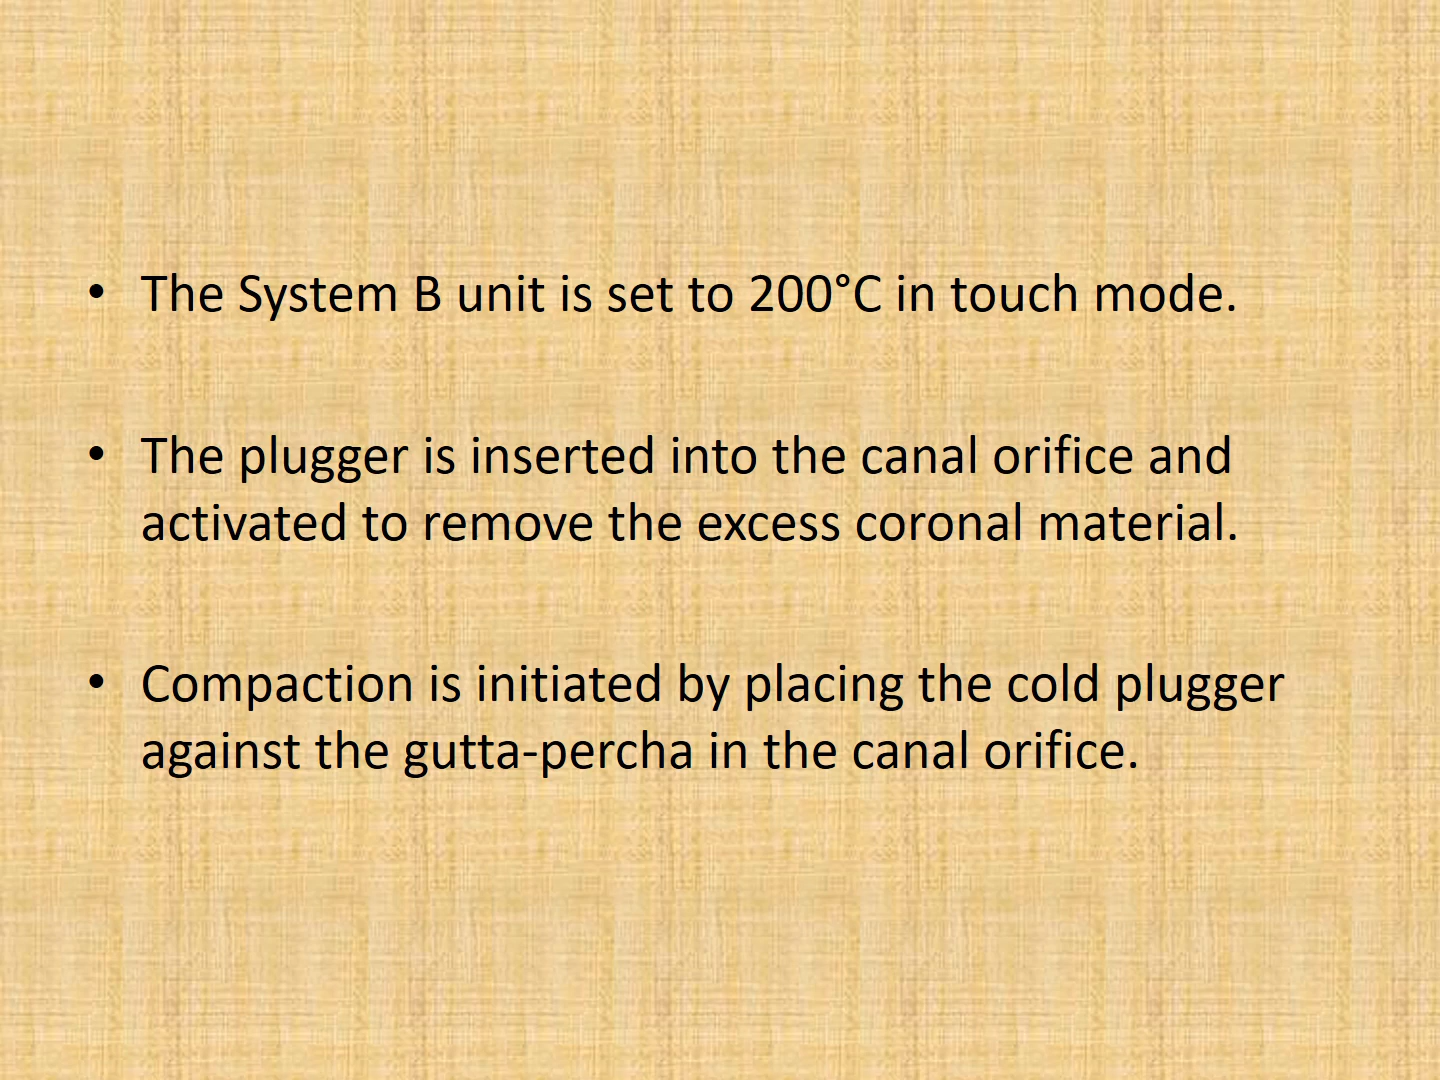 • The System B unit is set to 200°C in touch mode.
• The plugger is inserted into the canal orifice and
activated to remove the excess coronal material.
• Compaction is initiated by placing the cold plugger
against the gutta-percha in the canal orifice.